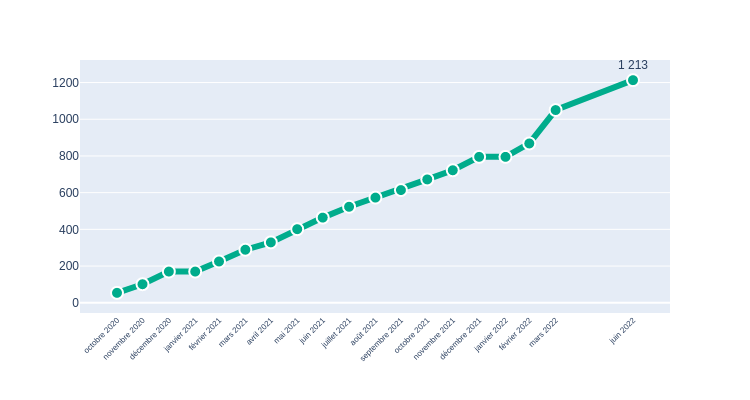 1 213
1200
1000
800
600
400
200
0
octobre 2020
novembre 2020
décembre 2020
janvier 2021
février 2021
mars 2021
avril 2021
mai 2021
juin 2021
juillet 2021
août 2021
septembre 2021
octobre 2021
novembre 2021
décembre 2021
janvier 2022
février 2022
mars 2022
juin 2022